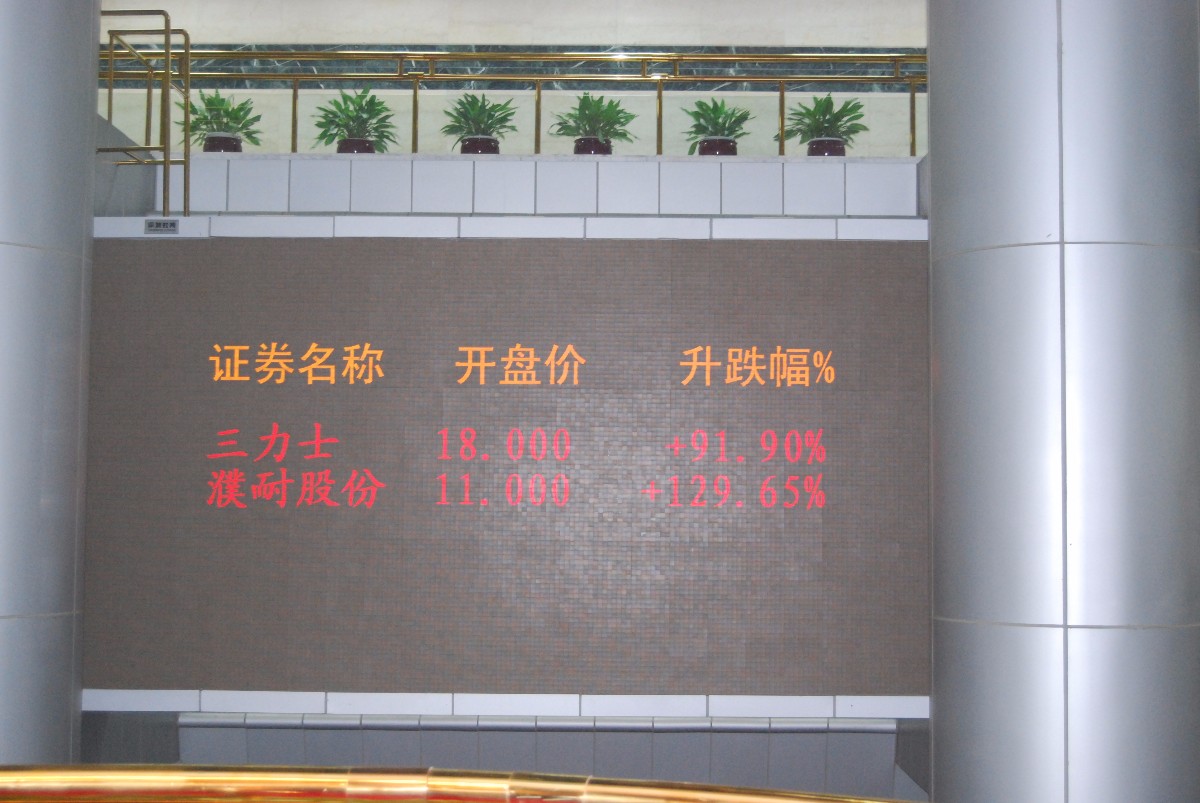 证券名称 开盘价 升跌幅%
三力士 18.000 +91.90%
濮耐股份 11.000 +129.65%